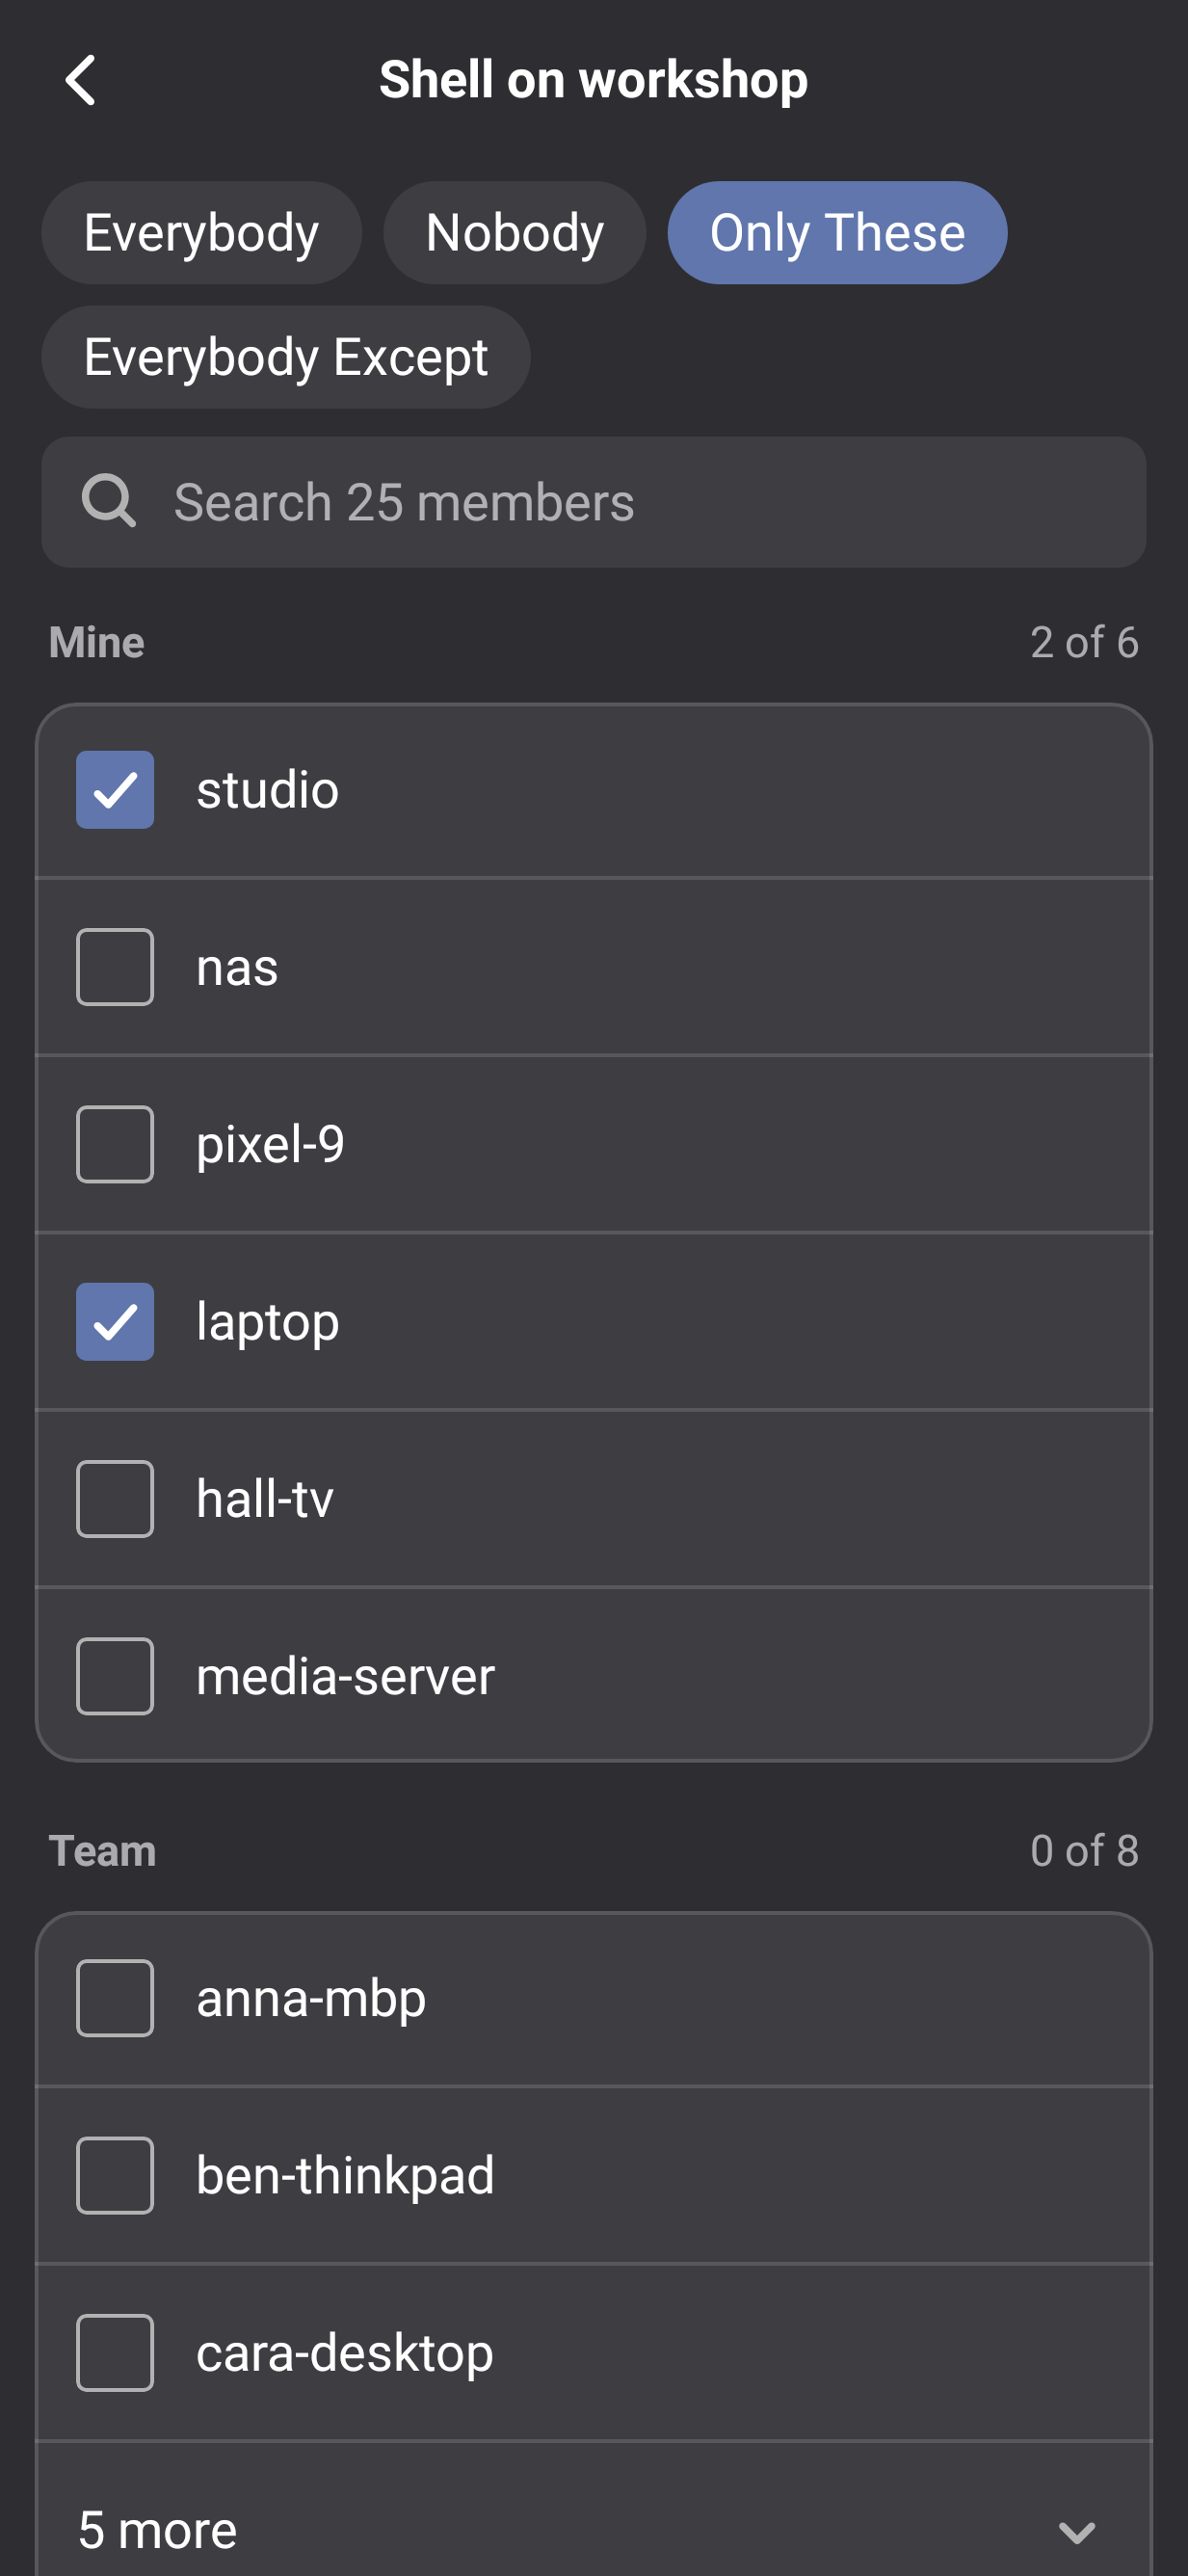 Shell on workshop
Everybody
Nobody
Only These
Everybody Except
Search 25 members
Mine
2 of 6
studio
nas
pixel-9
laptop
hall-tv
media-server
Team
0 of 8
anna-mbp
ben-thinkpad
cara-desktop
5 more